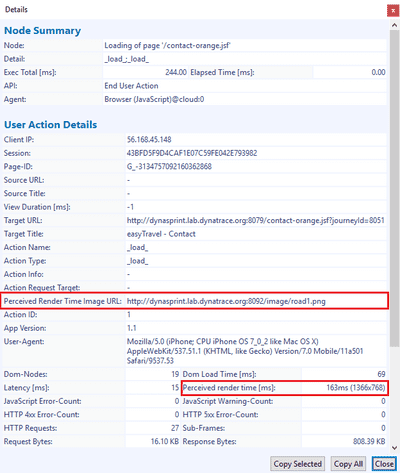 Details
x
Node Summary
Node: Loading of page '/contact-orange.jsf'
Detail: _load_;_load_
Exec Total [ms]: 244.00 Elapsed Time [ms]: 0.00
API: End User Action
Agent: Browser (JavaScript)@cloud:0
User Action Details
Client IP: 56.168.45.148
Session: 43BFD5F9D4CAF1E07C59FE042E793982
Page-ID: G_-3134757092160362868
Source URL: -
Source Title: -
View Duration [ms]: -1
Target URL: http://dynasprint.lab.dynatrace.org:8079/contact-orange.jsf?journeyId=8051
Target Title easyTravel - Contact
Action Name: _load_
Action Type: _load_
Action Info: -
Action Request Target: -
Perceived Render Time Image URL: http://dynasprint.lab.dynatrace.org:8092/image/road1.png
Action ID: 1
App Version: 1.1
User-Agent: Mozilla/5.0 (iPhone; CPU iPhone OS 7_0_2 like Mac OS X)
AppleWebKit/537.51.1 (KHTML, like Gecko) Version/7.0 Mobile/11a501
Safari/9537.53
Dom-Nodes: 19 Dom Load Time [ms]: 69
Latency [ms]: 15 Perceived render time [ms]: 163ms (1366x768)
JavaScript Error-Count: 0 JavaScript Warning-Count: 0
HTTP 4xx Error-Count: 0 HTTP 5xx Error-Count: 0
HTTP Requests: 27 Sub-Frames: 0
Request Bytes: 16.10 KB Response Bytes: 808.39 KB
Copy Selected Copy All Close